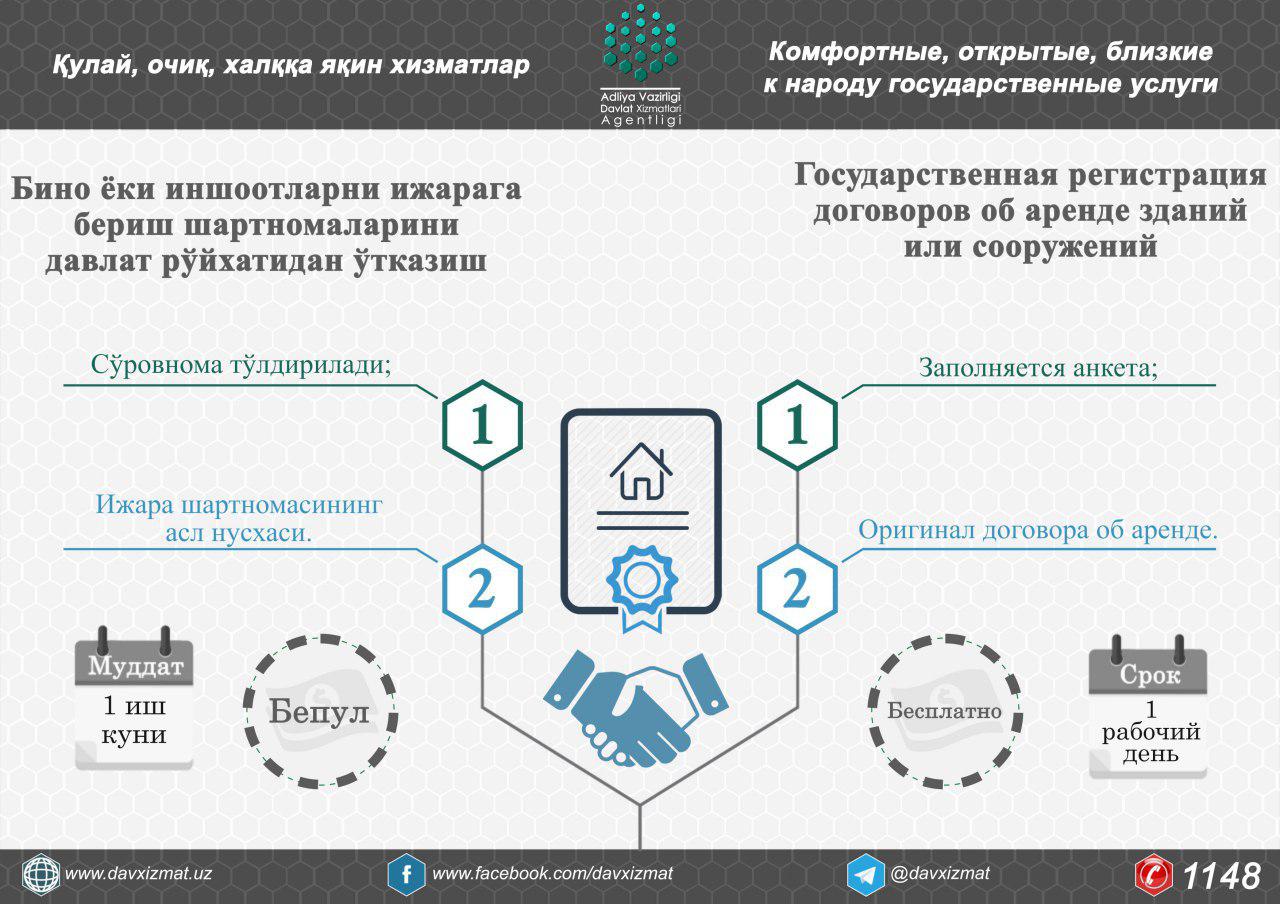 Қулай, очиқ, халққа яқин хизматлар
Adliya Vazirligi
Davlat Xizmatlari
Agentligi
Комфортные, открытые, близкие
к народу государственные услуги
Бино ёки иншоотларни ижарага
бериш шартномаларини
давлат рўйхатидан ўтказиш
Государственная регистрация
договоров об аренде зданий
или сооружений
Сўровнома тўлдирилади;
1
Ижара шартномасининг
асл нусхаси.
2
Заполняется анкета;
1
Оригинал договора об аренде.
2
Муддат
1 иш
куни
Бепул
Бесплатно
Срок
1
рабочий
день
www.davxizmat.uz
www.facebook.com/davxizmat
@davxizmat
1148